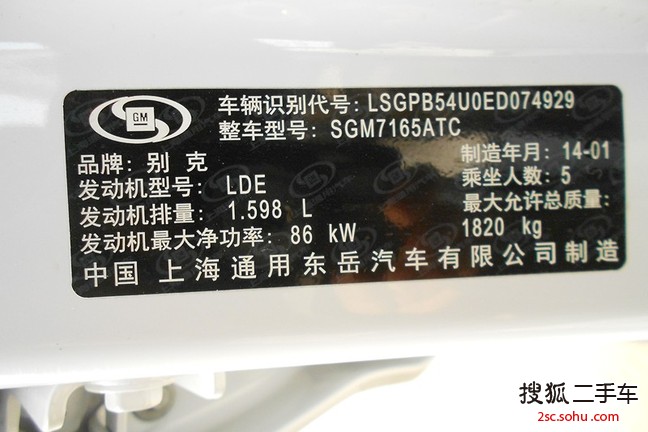 GM
车辆识别代号: LSGPB54U0ED074929
整车型号: SGM7165ATC
品牌: 别 克
制造年月: 14-01
发动机型号: LDE
乘坐人数: 5
发动机排量: 1.598 L
最大允许总质量:
发动机最大净功率: 86 kW
1820 kg
中国 上海通用东岳汽车有限公司制造
搜狐二手车
2sc.sohu.com